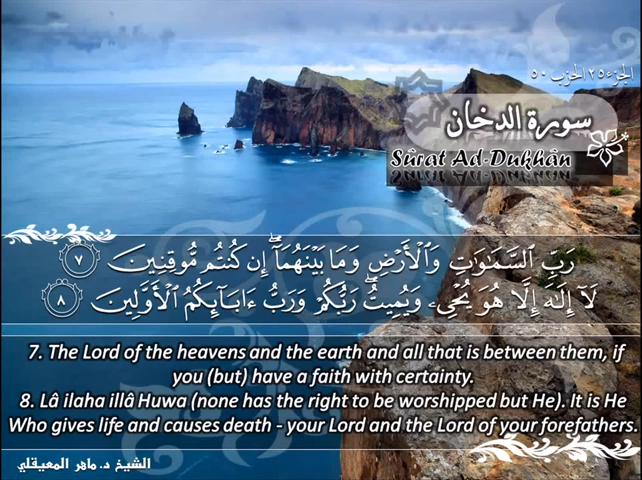 الجزء ٢٥ الحزب ٥٠
سورة الدخان
Sûrat Ad-Dukhân
رَبِّ ٱلسَّمَٰوَٰتِ وَٱلْأَرْضِ وَمَا بَيْنَهُمَآ ۖ إِن كُنتُم مُّوقِنِينَ ٧
لَآ إِلَٰهَ إِلَّا هُوَ يُحْىِۦ وَيُمِيتُ ۖ رَبُّكُمْ وَرَبُّ ءَابَآئِكُمُ ٱلْأَوَّلِينَ ٨
7. The Lord of the heavens and the earth and all that is between them, if
you (but) have a faith with certainty.
8. Lâ ilaha illâ Huwa (none has the right to be worshipped but He). It is He
Who gives life and causes death - your Lord and the Lord of your forefathers.
الشيخ د. ماهر المعيقلي